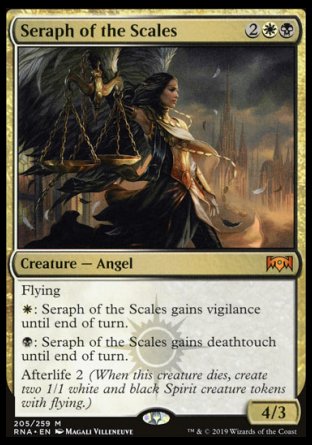 Seraph of the Scales 2
Creature — Angel
Flying
: Seraph of the Scales gains vigilance
until end of turn.
: Seraph of the Scales gains deathtouch
until end of turn.
Afterlife 2 (When this creature dies, create
two 1/1 white and black Spirit creature tokens
with flying.)
4/3
205/259 M
RNA • EN MAGALI VILLENEUVE
™ & © 2019 Wizards of the Coast